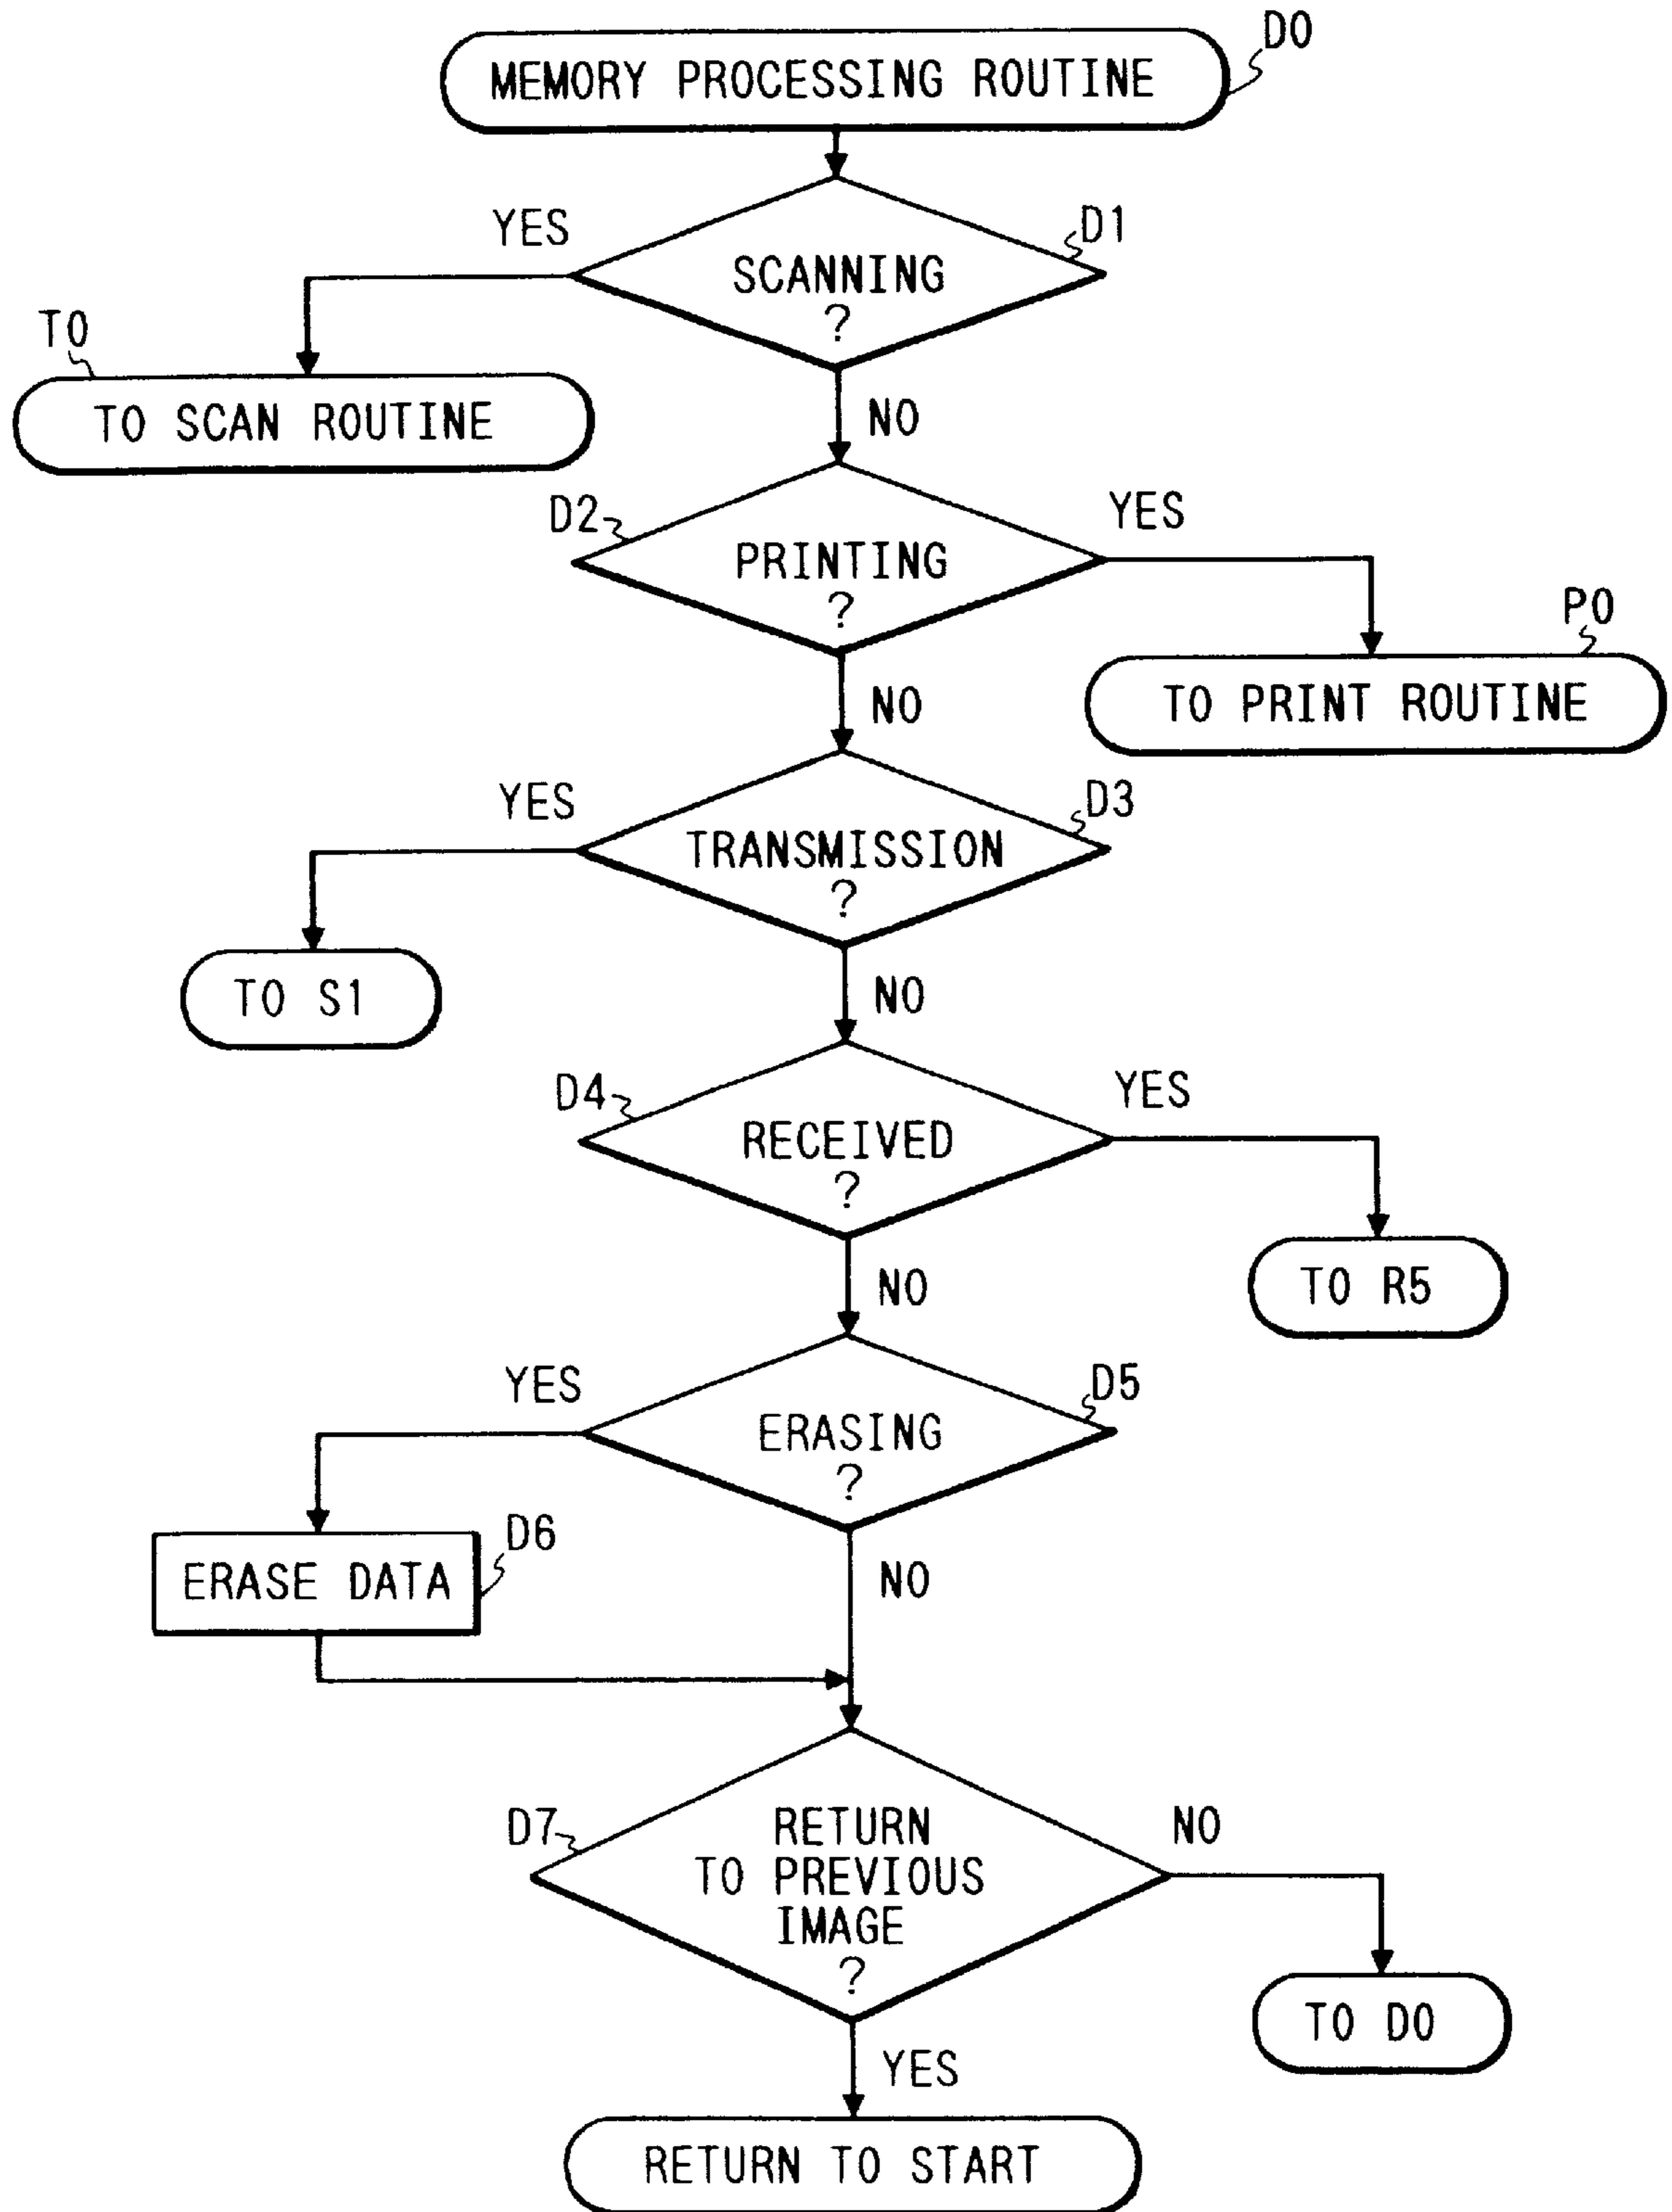 D0
MEMORY PROCESSING ROUTINE
YES
D1
SCANNING
?
T0
TO SCAN ROUTINE
NO
D2
YES
PRINTING
?
P0
TO PRINT ROUTINE
NO
YES
D3
TRANSMISSION
?
TO S1
NO
D4
YES
RECEIVED
?
TO R5
NO
YES
D5
ERASING
?
D6
ERASE DATA
NO
D7
NO
RETURN
TO PREVIOUS
IMAGE
?
TO D0
YES
RETURN TO START